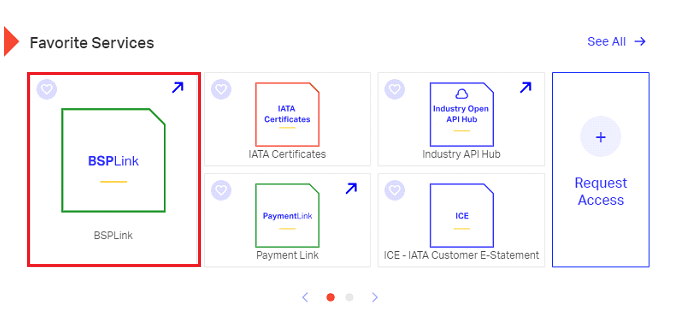 Favorite Services
See All
BSPLink
BSPLink
IATA
Certificates
IATA Certificates
Industry Open
API Hub
Industry API Hub
PaymentLink
Payment Link
ICE
ICE - IATA Customer E-Statement
+
Request
Access